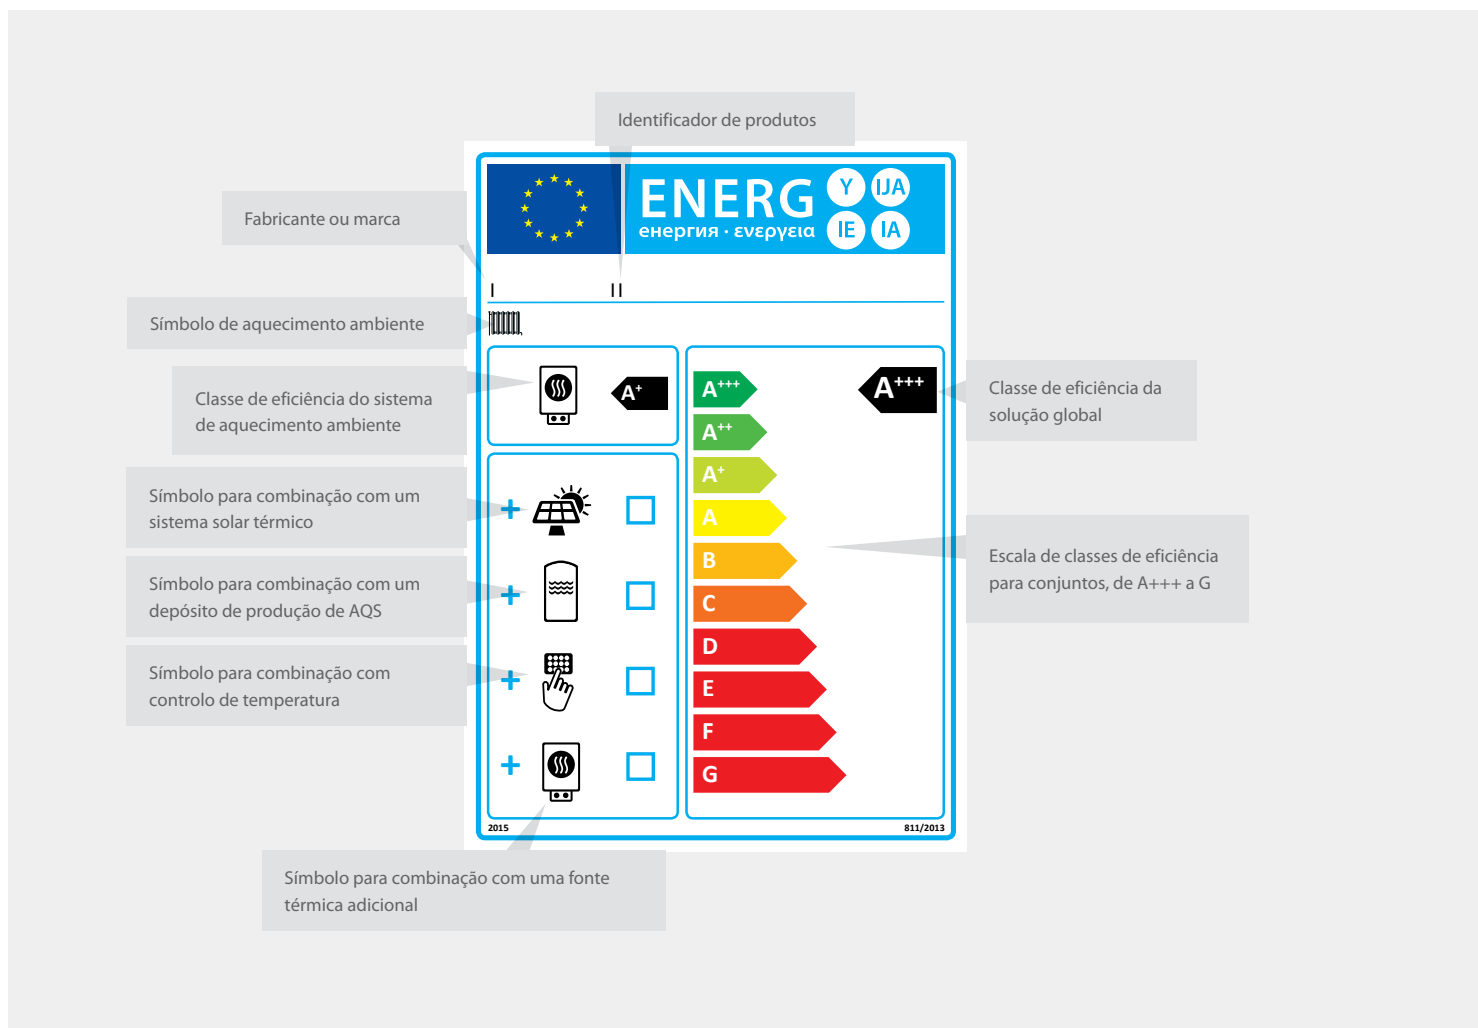 Identificador de produtos
ENERG
енергия · ενεργεια
Y
IJA
IE
IA
Fabricante ou marca
I
II
Símbolo de aquecimento ambiente
Classe de eficiência do sistema
de aquecimento ambiente
A+
A+++
A++
A+
A
B
C
D
E
F
G
A+++
Classe de eficiência da
solução global
Símbolo para combinação com um
sistema solar térmico
+
Símbolo para combinação com um
depósito de produção de AQS
+
Símbolo para combinação com
controlo de temperatura
+
+
Escala de classes de eficiência
para conjuntos, de A+++ a G
2015
811/2013
Símbolo para combinação com uma fonte
térmica adicional